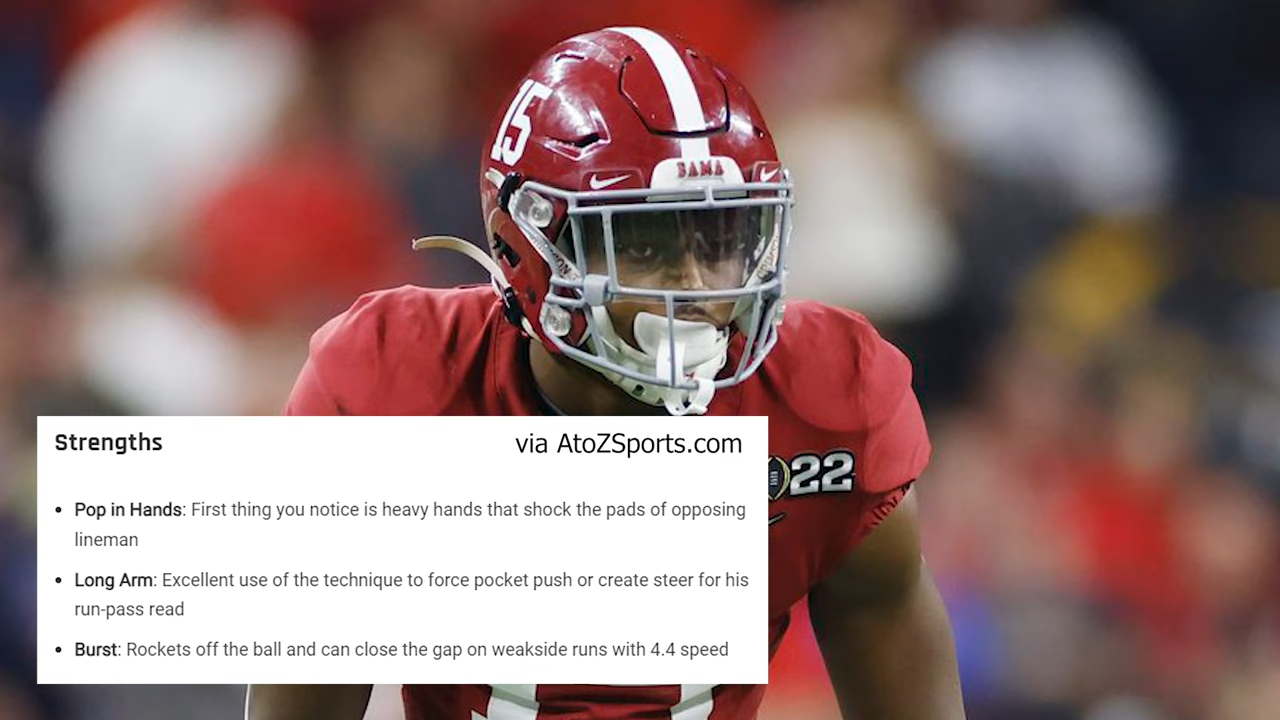 15
BAMA
Strengths
via AtoZSports.com
22
Pop in Hands: First thing you notice is heavy hands that shock the pads of opposing
lineman
Long Arm: Excellent use of the technique to force pocket push or create steer for his
run-pass read
Burst: Rockets off the ball and can close the gap on weakside runs with 4.4 speed